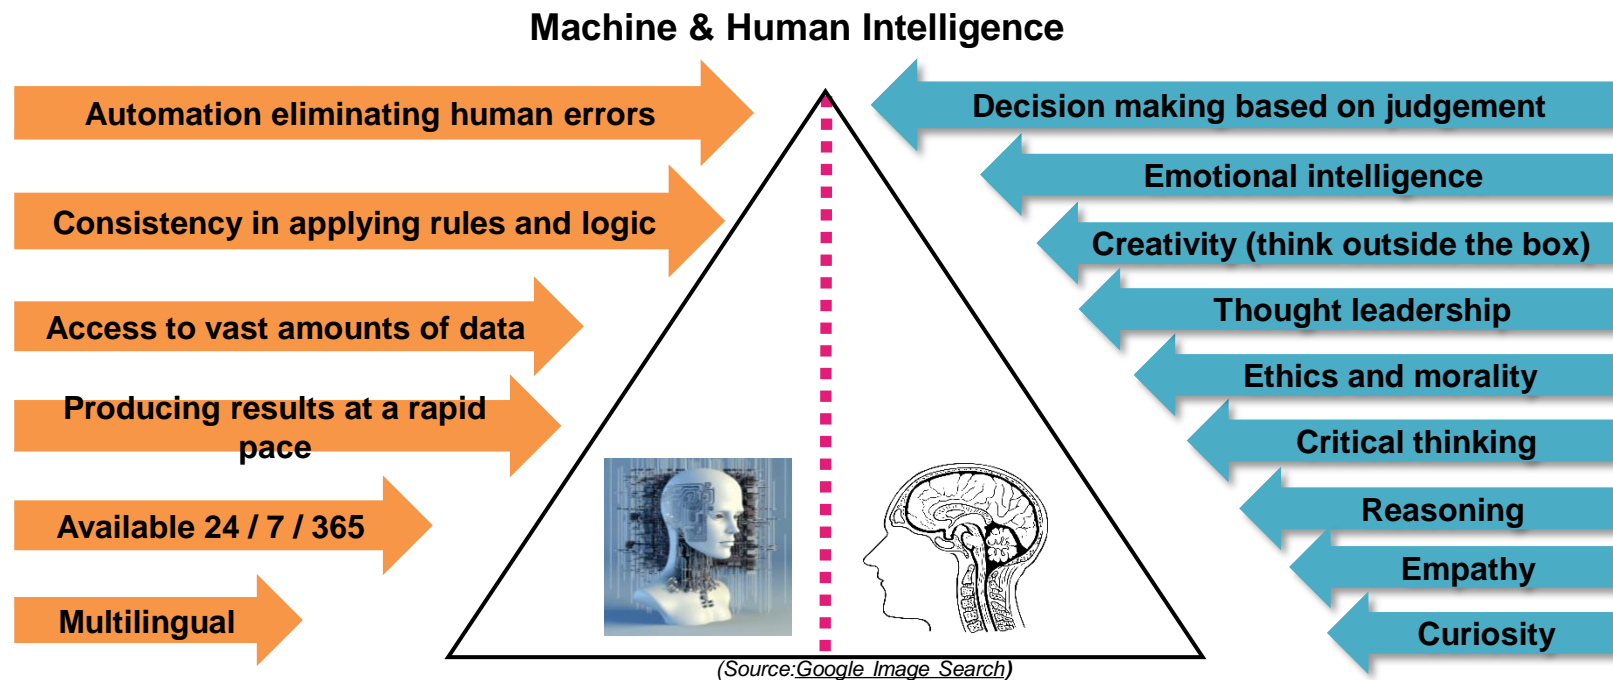 Machine & Human Intelligence
Automation eliminating human errors
Consistency in applying rules and logic
Access to vast amounts of data
Producing results at a rapid
pace
Available 24 / 7 / 365
Multilingual
Decision making based on judgement
Emotional intelligence
Creativity (think outside the box)
Thought leadership
Ethics and morality
Critical thinking
Reasoning
Empathy
Curiosity
(Source:Google Image Search)